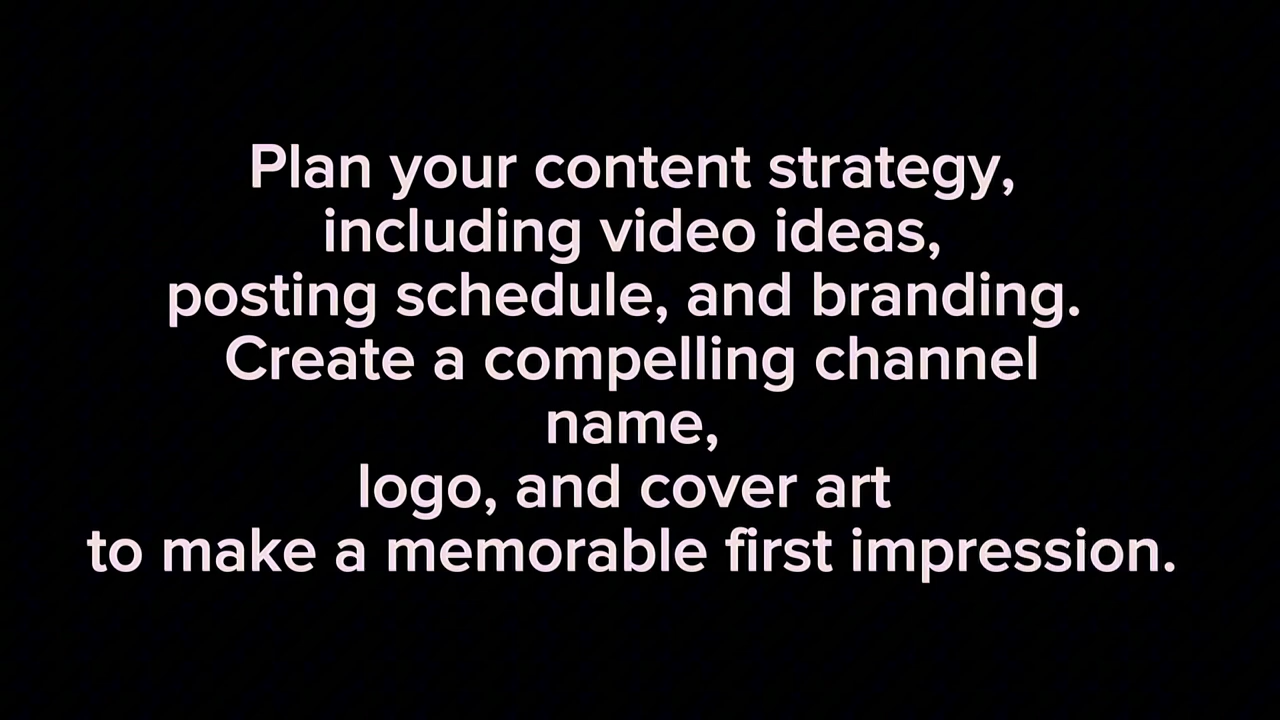 Plan your content strategy,
including video ideas,
posting schedule, and branding.
Create a compelling channel
name,
logo, and cover art
to make a memorable first impression.